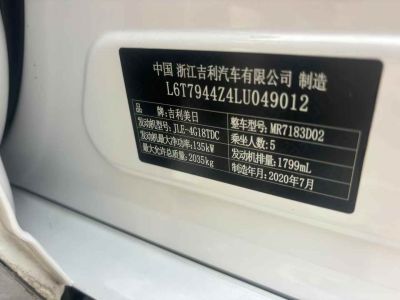 中国 浙江吉利汽车有限公司 制造
L6T7944Z4LU049012
品 牌:吉利美日 整车型号:MR7183D02
发动机型号:JLE-4G18TDC 乘坐人数:5
发动机最大净功率:135kW 发动机排量:1799mL
最大允许总质量:2035kg 制造年月:2020年7月